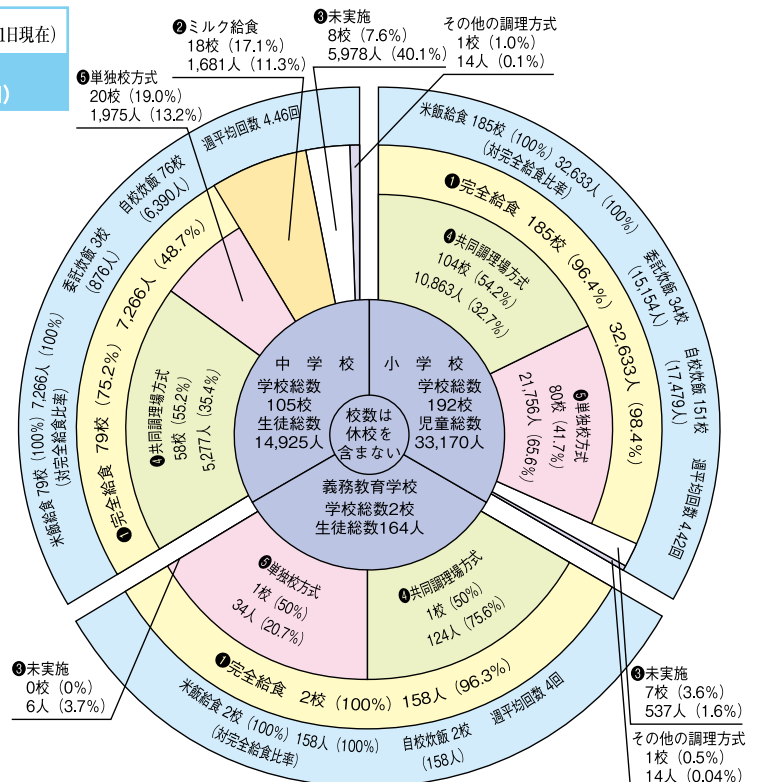 1日現在）
❷ミルク給食
18校（17.1%）
1,681人（11.3%）
❸未実施
8校（7.6%）
5,978人（40.1%）
その他の調理方式
1校（1.0%）
14人（0.1%）
❺単独校方式
20校（19.0%）
1,975人（13.2%）
週平均回数 4.46回
自校炊飯 76校
（6,390人）
委託炊飯 3校
（876人）
米飯給食 79校（100%）7,266人（100%）
（対完全給食比率）
❶完全給食 79校（75.2%）7,266人（48.7%）
❹共同調理場方式
58校（55.2%）
5,277人（35.4%）
中学校
学校総数
105校
生徒総数
14,925人
小学校
学校総数
192校
児童総数
33,170人
校数は
休校を
含まない
義務教育学校
学校総数2校
生徒総数164人
米飯給食 185校（100%）32,633人（100%）
（対完全給食比率）
委託炊飯 34校
（15,154人）
自校炊飯 151校
（17,479人）
週平均回数 4.42回
❶完全給食 185校（96.4%）32,633人（98.4%）
❹共同調理場方式
104校（54.2%）
10,863人（32.7%）
❺単独校方式
80校（41.7%）
21,756人（65.6%）
❺単独校方式
1校（50%）
34人（20.7%）
❹共同調理場方式
1校（50%）
124人（75.6%）
❶完全給食 2校（100%）158人（96.3%）
米飯給食 2校（100%）158人（100%）
（対完全給食比率）
自校炊飯 2校
（158人）
週平均回数 4回
❸未実施
0校（0%）
6人（3.7%）
❸未実施
7校（3.6%）
537人（1.6%）
その他の調理方式
1校（0.5%）
14人（0.04%）